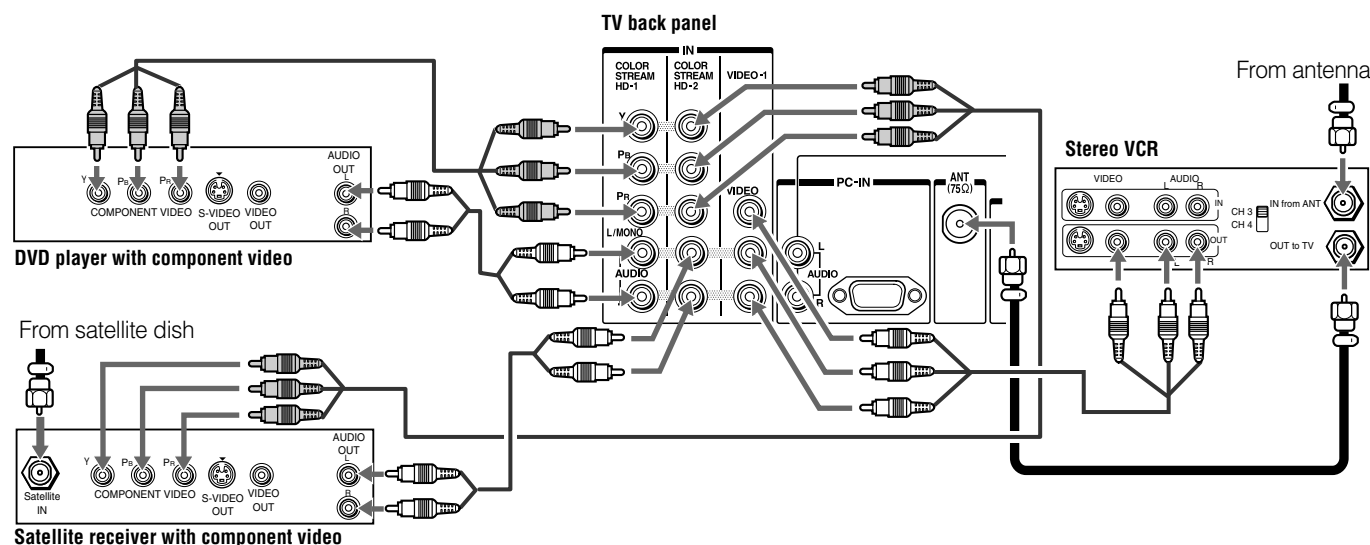 TV back panel
IN
COLOR
STREAM
HD-1
COLOR
STREAM
HD-2
VIDEO-1
Y
PB
PR
L/MONO
AUDIO
VIDEO
L
AUDIO
R
PC-IN
ANT
(75Ω)
From antenna
Stereo VCR
VIDEO
AUDIO
L
R
IN
CH 3
CH 4
IN from ANT
OUT
L
R
OUT to TV
AUDIO
OUT
L
R
Y
PB
PR
COMPONENT VIDEO
S-VIDEO
OUT
VIDEO
OUT
DVD player with component video
From satellite dish
AUDIO
OUT
L
R
Y
PB
PR
Satellite
IN
COMPONENT VIDEO
S-VIDEO
OUT
VIDEO
OUT
Satellite receiver with component video